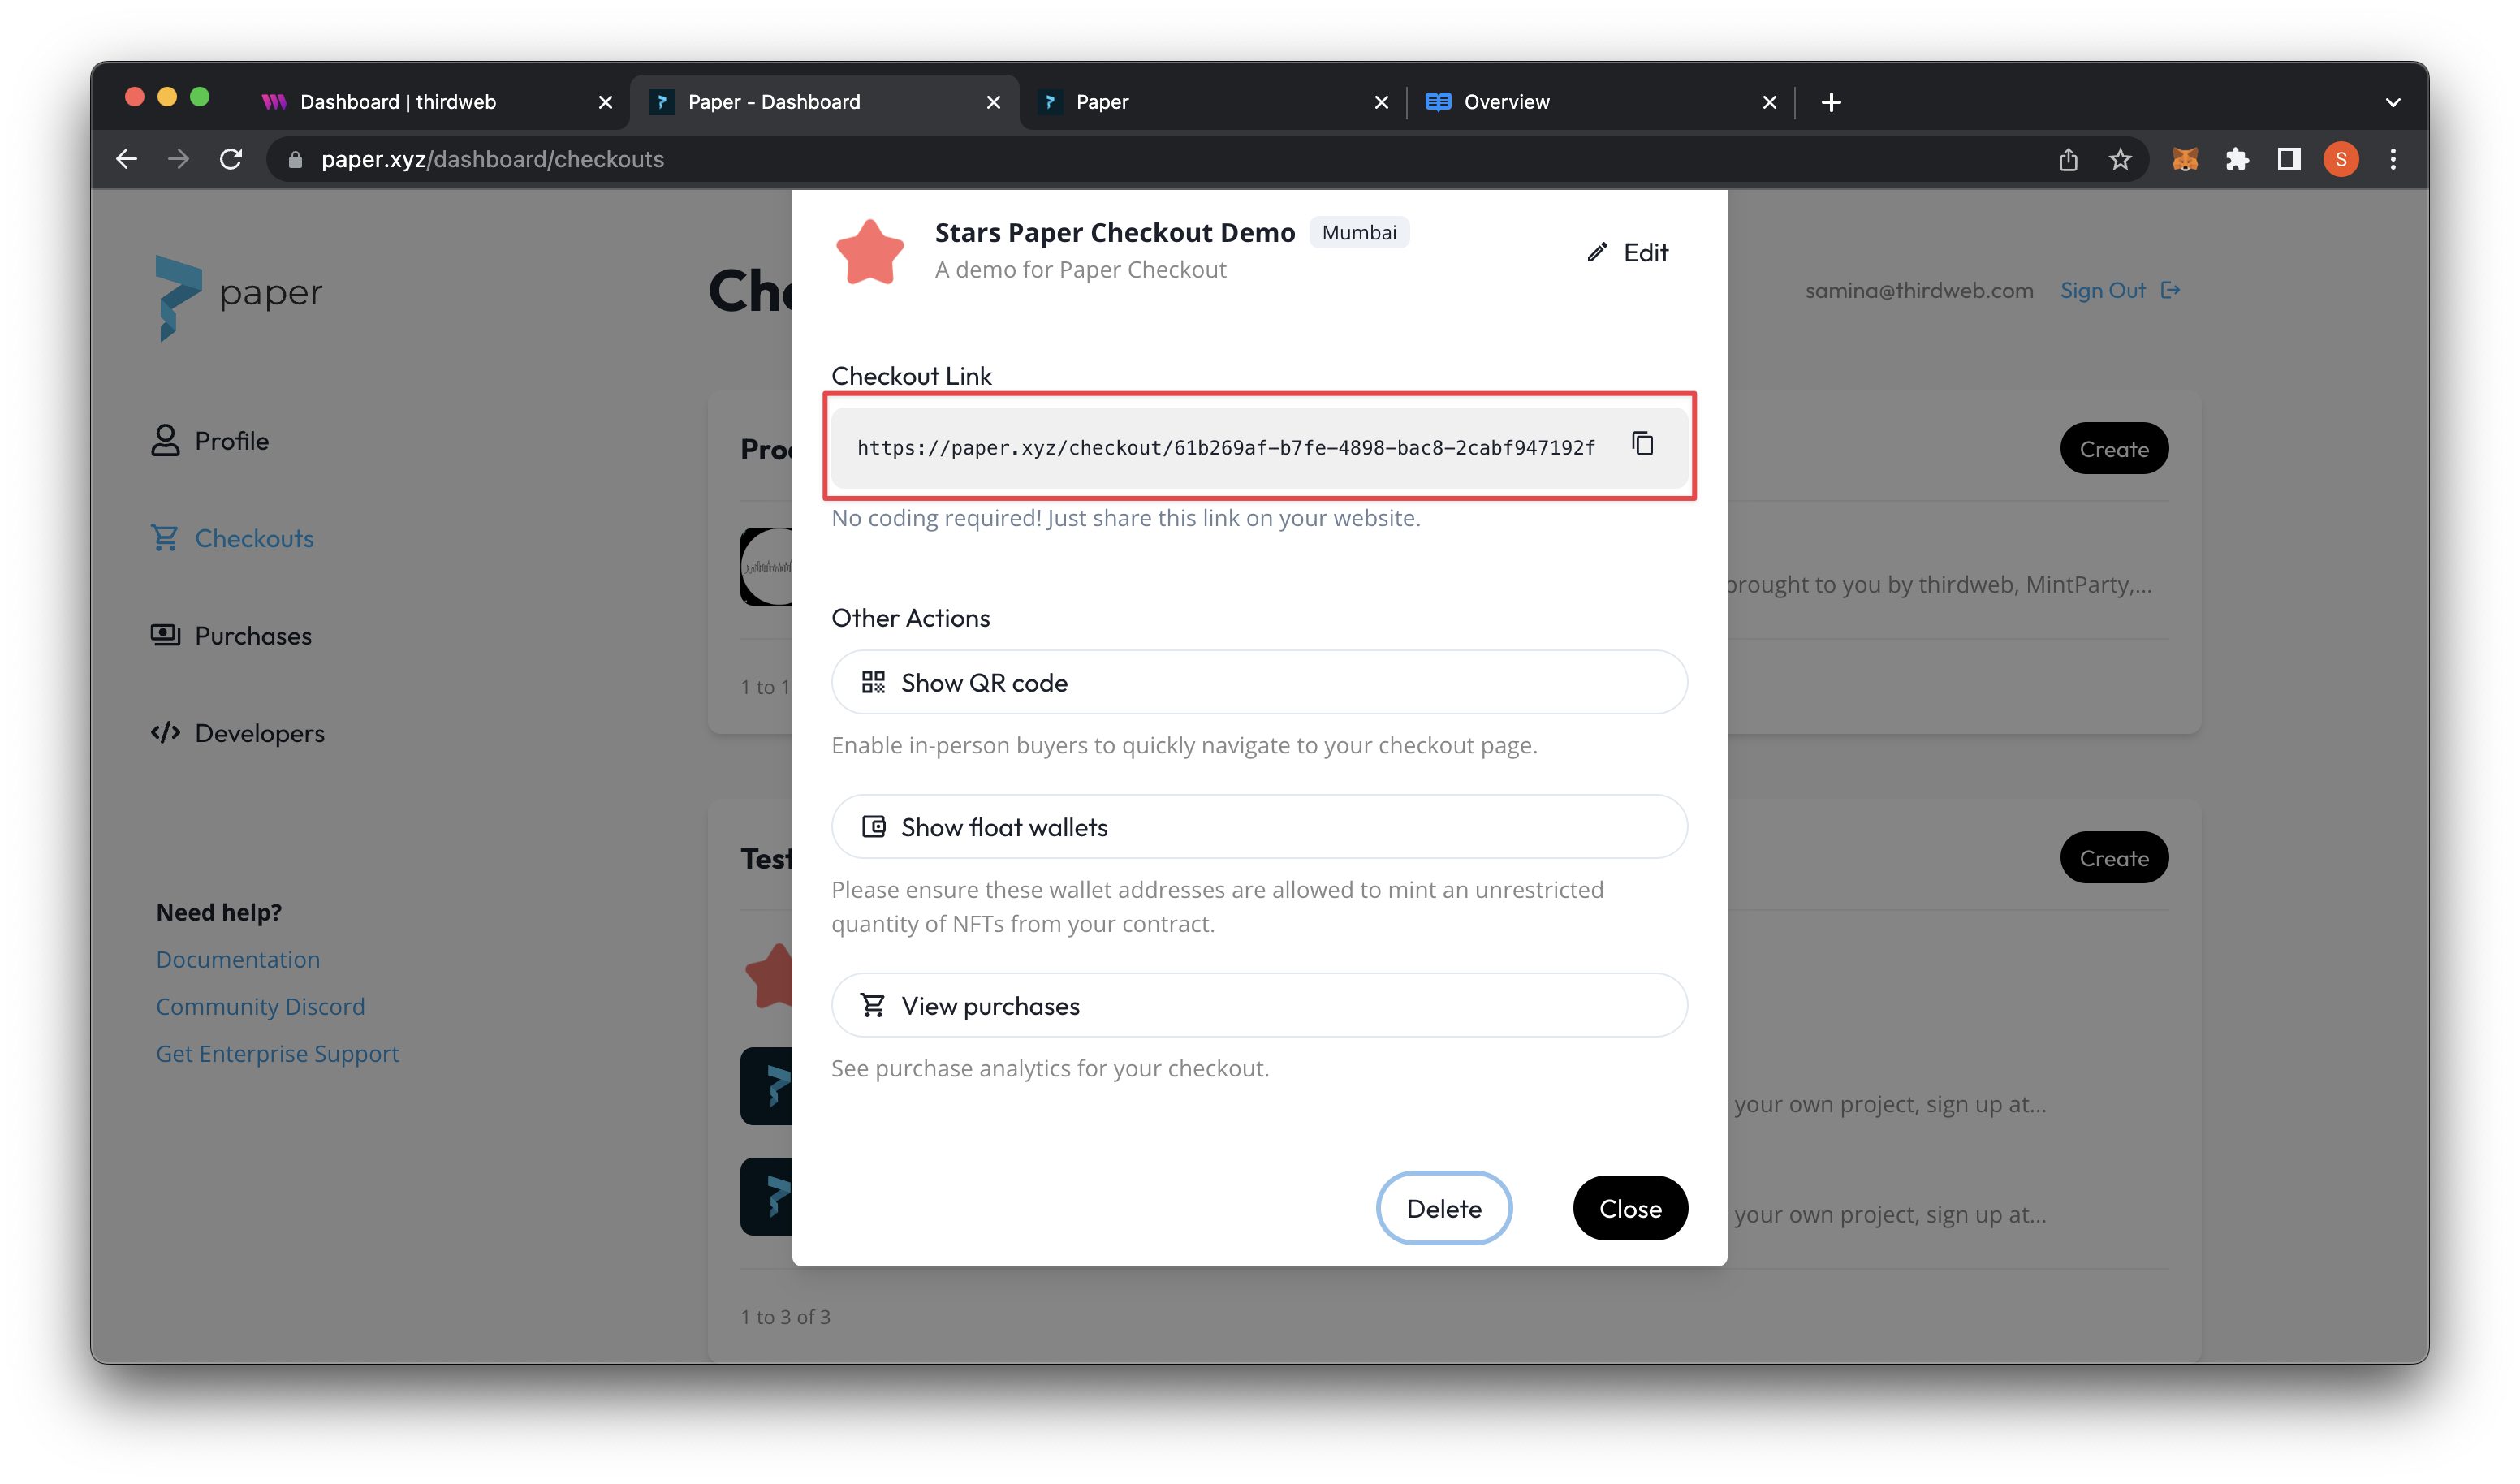 Dashboard | thirdweb
Paper - Dashboard
Paper
Overview
paper.xyz/dashboard/checkouts
S
paper
Profile
Checkouts
Purchases
Developers
Need help?
Documentation
Community Discord
Get Enterprise Support
samina@thirdweb.com Sign Out
Create
brought to you by thirdweb, MintParty,...
1 to 1
Create
your own project, sign up at...
your own project, sign up at...
1 to 3 of 3
Stars Paper Checkout Demo Mumbai
A demo for Paper Checkout
Edit
Checkout Link
https://paper.xyz/checkout/61b269af-b7fe-4898-bac8-2cabf947192f
No coding required! Just share this link on your website.
Other Actions
Show QR code
Enable in-person buyers to quickly navigate to your checkout page.
Show float wallets
Please ensure these wallet addresses are allowed to mint an unrestricted
quantity of NFTs from your contract.
View purchases
See purchase analytics for your checkout.
Delete
Close